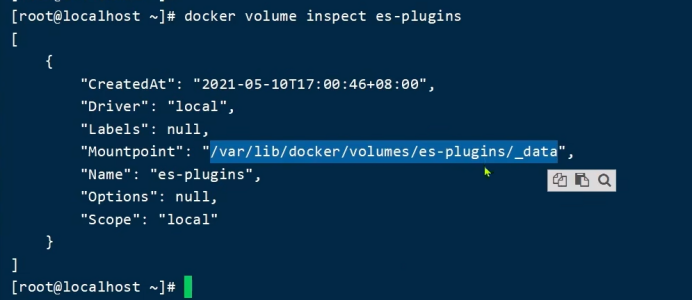 [root@localhost ~]# docker volume inspect es-plugins
[
    {
        "CreatedAt": "2021-05-10T17:00:46+08:00",
        "Driver": "local",
        "Labels": null,
        "Mountpoint": "/var/lib/docker/volumes/es-plugins/_data",
        "Name": "es-plugins",
        "Options": null,
        "Scope": "local"
    }
]
[root@localhost ~]#